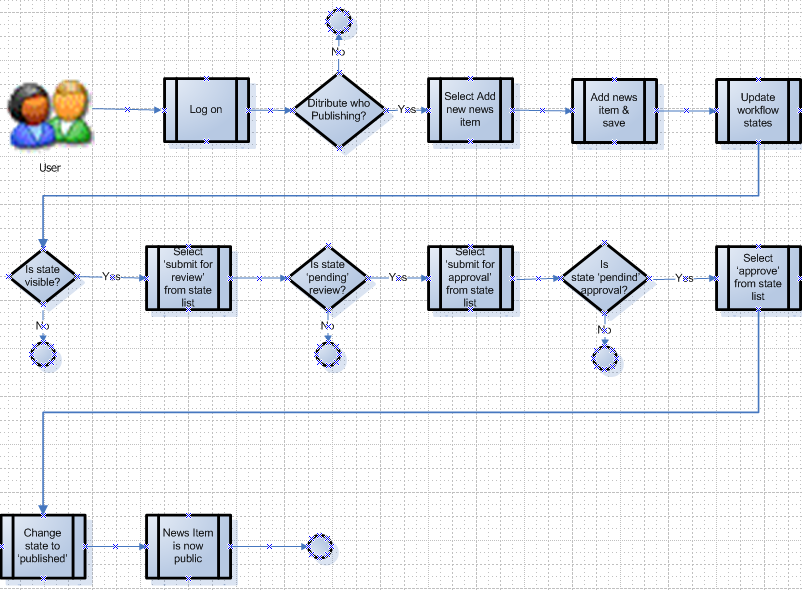 No
Log on
Ditribute who
Publishing?
Yes
Select Add
new news
item
Add news
item &
save
Update
workflow
states
User
Is state
visible?
Yes
Select
'submit for
review'
from state
list
Is state
'pending'
review?
Yes
Select
'submit for
approval'
from state
list
Is
state 'pendind'
approval?
Yes
Select
'approve'
from state
list
No
No
No
Change
state to
'published'
News Item
is now
public